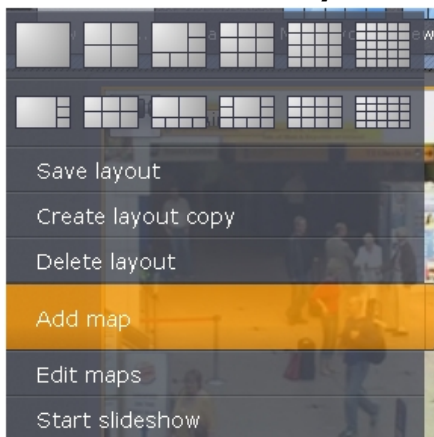 Save layout
Create layout copy
Delete layout
Add map
Edit maps
Start slideshow